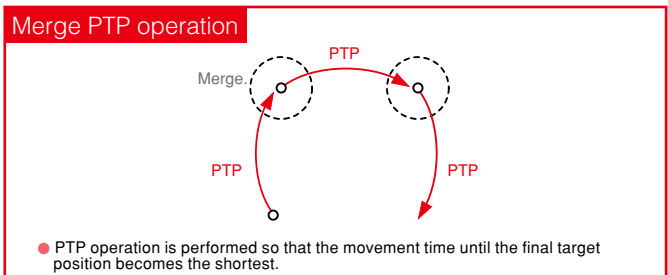 Merge PTP operation
PTP
Merge.
PTP
PTP
PTP operation is performed so that the movement time until the final target
position becomes the shortest.